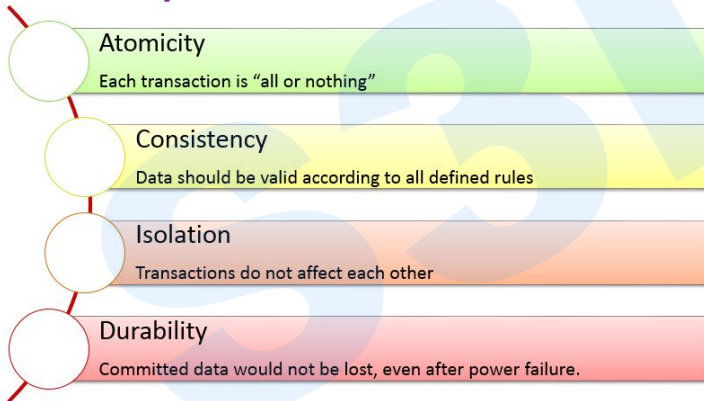 Atomicity
Each transaction is “all or nothing”
Consistency
Data should be valid according to all defined rules
Isolation
Transactions do not affect each other
Durability
Committed data would not be lost, even after power failure.